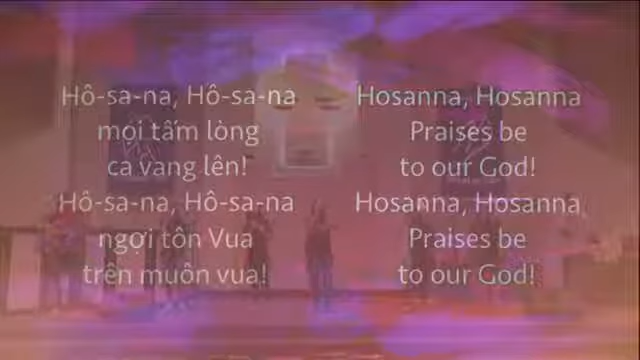 Hô-sa-na, Hô-sa-na
mọi tấm lòng
ca vang lên!
Hô-sa-na, Hô-sa-na
ngợi tôn Vua
trên muôn vua!
Hosanna, Hosanna
Praises be
to our God!
Hosanna, Hosanna
Praises be
to our God!